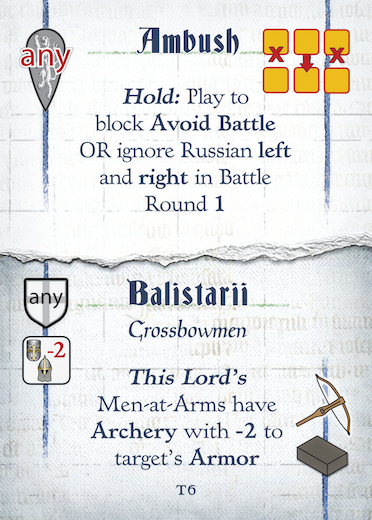 Ambush
any
X X
Hold: Play to
block Avoid Battle
OR ignore Russian left
and right in Battle
Round 1
any
Balistarii
-2
Crossbowmen
This Lord's
Men-at-Arms have
Archery with -2 to
target's Armor
T6